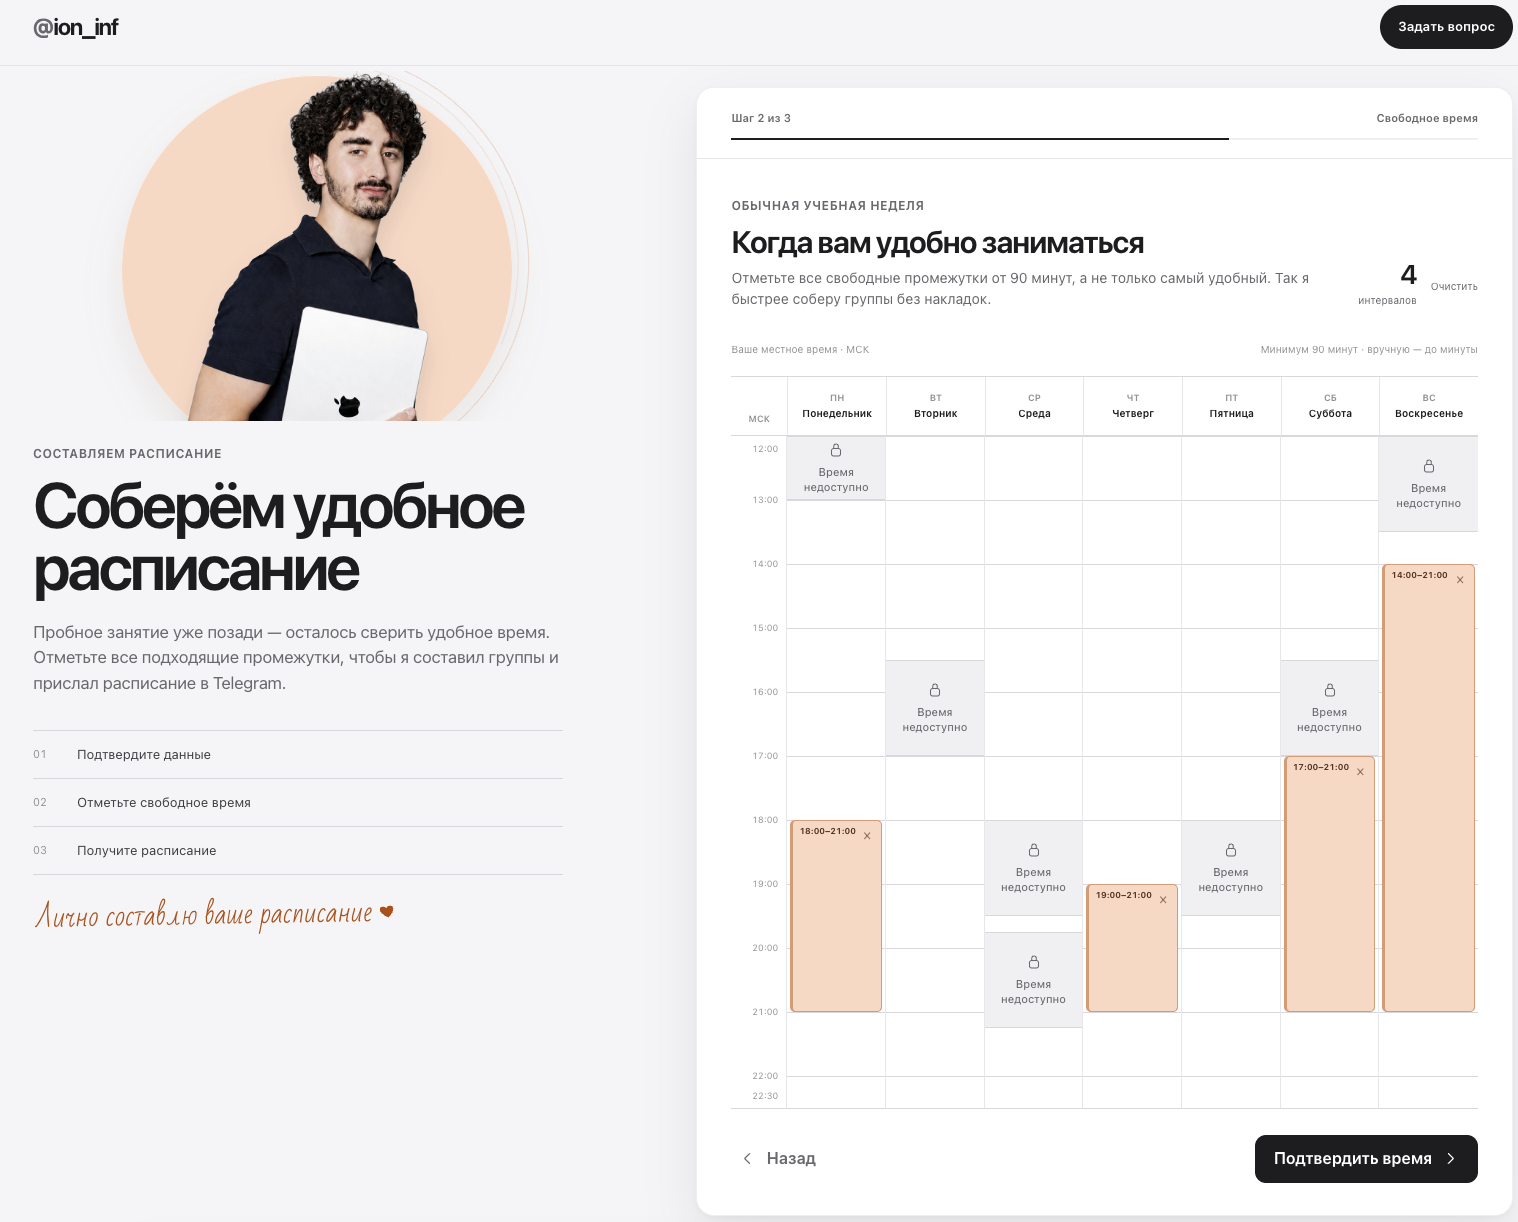 @ion_inf
Задать вопрос
СОСТАВЛЯЕМ РАСПИСАНИЕ
Соберём удобное
расписание
Пробное занятие уже позади — осталось сверить удобное время.
Отметьте все подходящие промежутки, чтобы я составил группы и
прислал расписание в Telegram.
01 Подтвердите данные
02 Отметьте свободное время
03 Получите расписание
Лично составлю ваше расписание
Шаг 2 из 3
Свободное время
ОБЫЧНАЯ УЧЕБНАЯ НЕДЕЛЯ
Когда вам удобно заниматься
Отметьте все свободные промежутки от 90 минут, а не только самый удобный. Так я
быстрее соберу группы без накладок.
4
интервалов
Очистить
Ваше местное время · МСК
Минимум 90 минут · вручную — до минуты
МСК
ПН
Понедельник
ВТ
Вторник
СР
Среда
ЧТ
Четверг
ПТ
Пятница
СБ
Суббота
ВС
Воскресенье
12:00
Время
недоступно
Время
недоступно
13:00
14:00
14:00–21:00
15:00
16:00
Время
недоступно
Время
недоступно
17:00
17:00–21:00
18:00
18:00–21:00
Время
недоступно
Время
недоступно
19:00
19:00–21:00
20:00
Время
недоступно
21:00
22:00
22:30
Назад
Подтвердить время